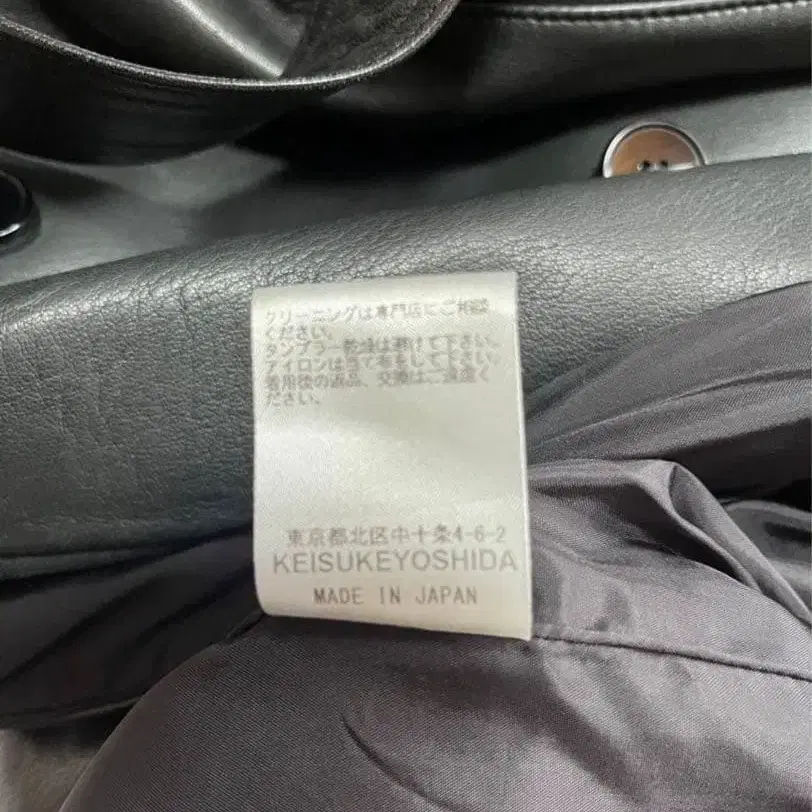 クリーニングは専門店にご相談
ください。
タンブラー乾燥は避けて下さい。
アイロンは当て布をして下さい。
着用後の返品、交換はご遠慮く
ださい。
東京都北区中十条4-6-2
KEISUKEYOSHIDA
MADE IN JAPAN